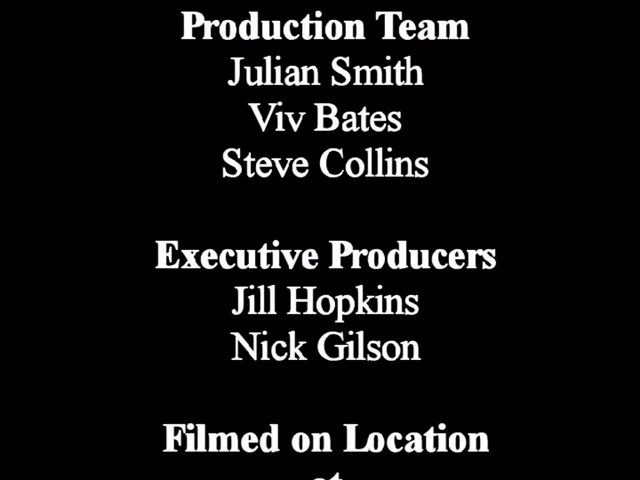 Production Team
Julian Smith
Viv Bates
Steve Collins
Executive Producers
Jill Hopkins
Nick Gilson
Filmed on Location